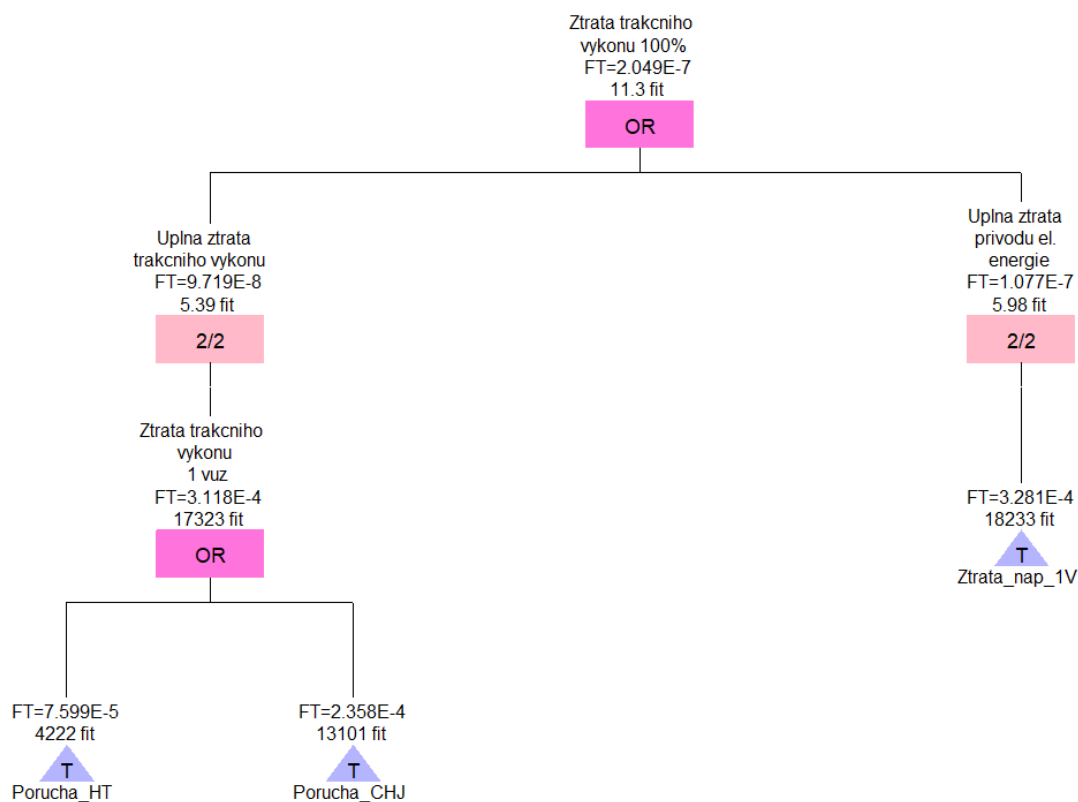 Ztrata trakcniho
vykonu 100%
FT=2.049E-7
11.3 fit
OR
Uplna ztrata
trakcniho vykonu
FT=9.719E-8
5.39 fit
2/2
Uplna ztrata
privodu el.
energie
FT=1.077E-7
5.98 fit
2/2
Ztrata trakcniho
vykonu
1 vuz
FT=3.118E-4
17323 fit
OR
FT=3.281E-4
18233 fit
T
Ztrata_nap_1V
FT=7.599E-5
4222 fit
T
Porucha_HT
FT=2.358E-4
13101 fit
T
Porucha_CHJ